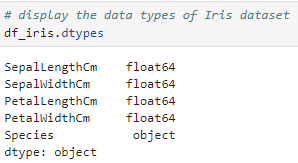 # display the data types of Iris dataset
df_iris.dtypes
SepalLengthCm    float64
SepalWidthCm     float64
PetalLengthCm    float64
PetalWidthCm     float64
Species           object
dtype: object